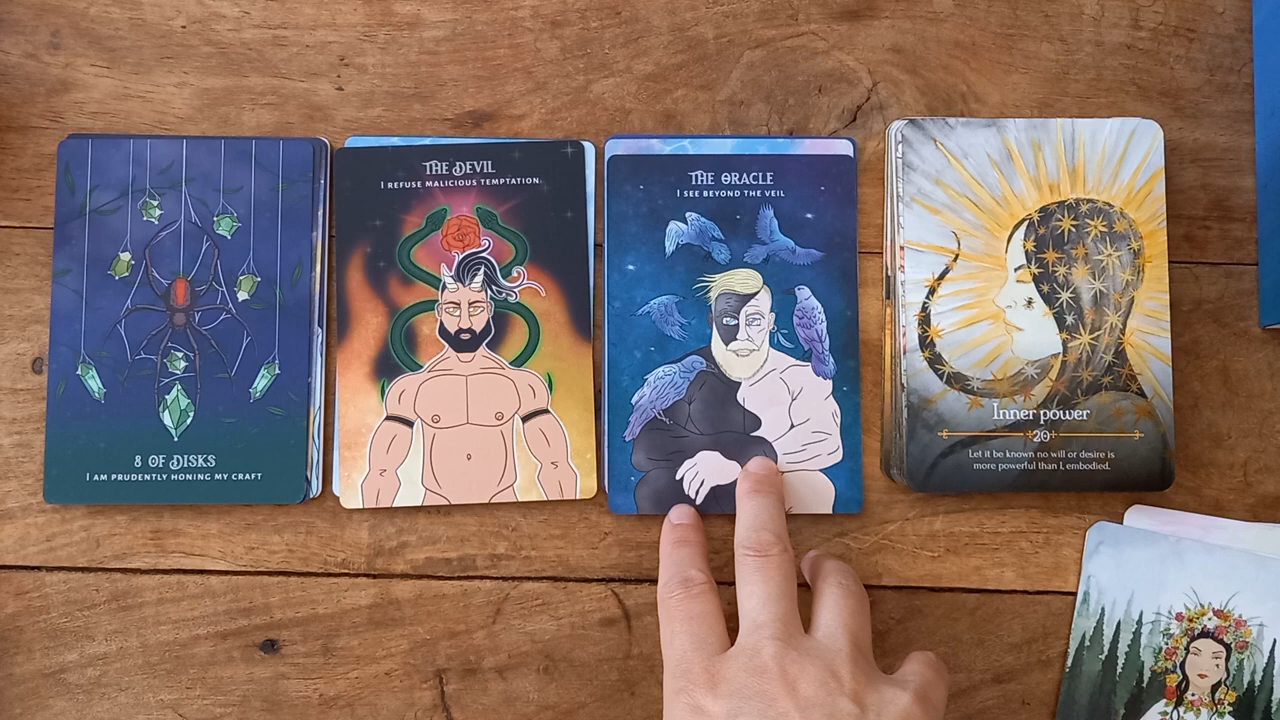 8 OF DISKS
I AM PRUDENTLY HONING MY CRAFT
THE DEVIL
I REFUSE MALICIOUS TEMPTATION
THE ORACLE
I SEE BEYOND THE VEIL
Inner power
20
Let it be known no will or desire is
more powerful than I, embodied.